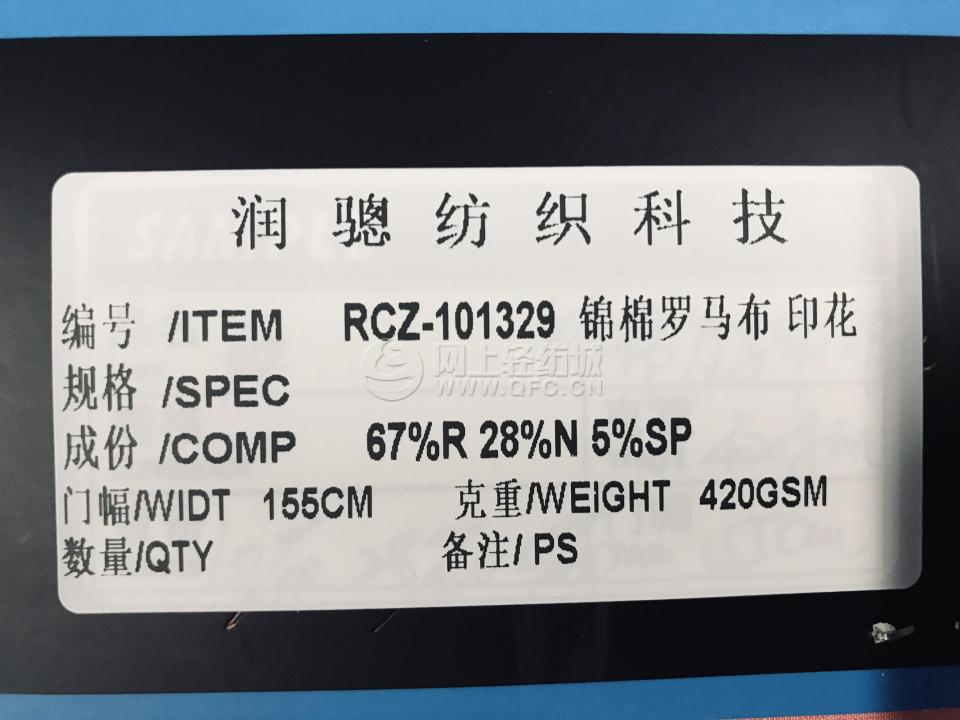 润骢纺织科技
编号 /ITEM RCZ-101329 锦棉罗马布 印花
网上轻纺城
WWW.QFC.CN
规格 /SPEC
成份 /COMP 67%R 28%N 5%SP
门幅/WIDT 155CM 克重/WEIGHT 420GSM
数量/QTY 备注/ PS